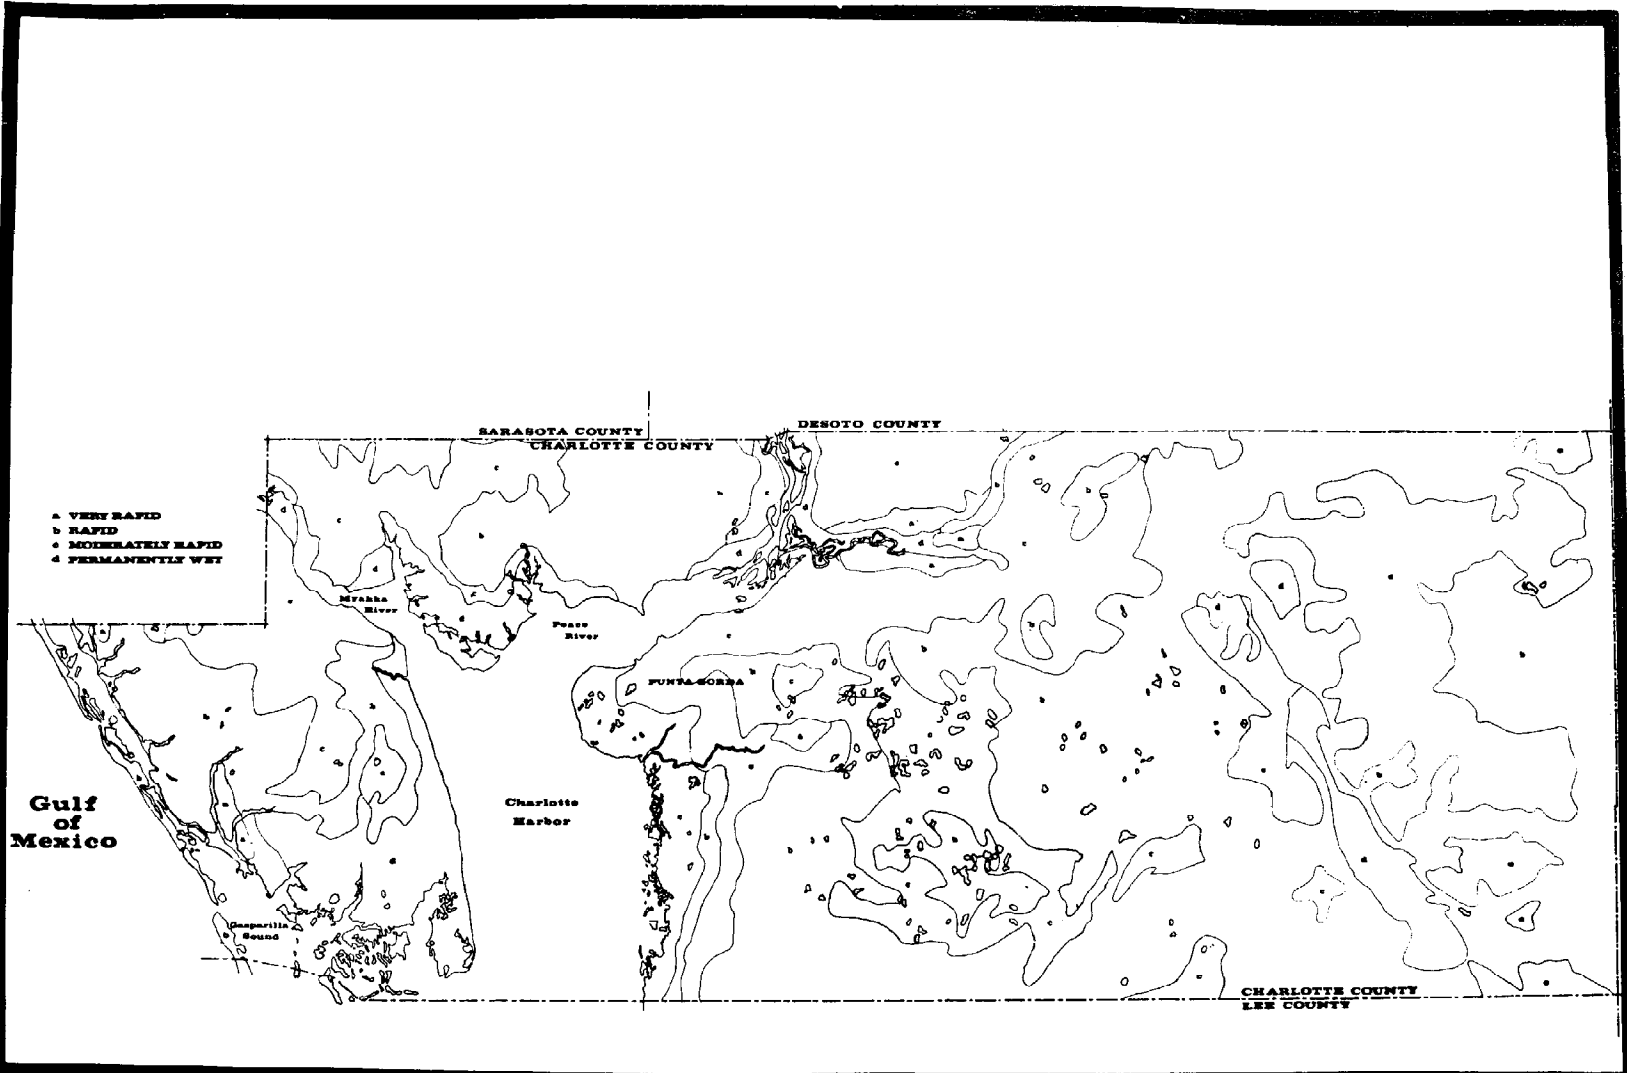 SARASOTA COUNTY
CHARLOTTE COUNTY
DESOTO COUNTY
a VERY RAPID
b RAPID
c MODERATELY RAPID
d PERMANENTLY WET
Myakka
River
Peace
River
PUNTA GORDA
Gulf
of
Mexico
Charlotte
Harbor
Gasparilla
Sound
CHARLOTTE COUNTY
LEE COUNTY